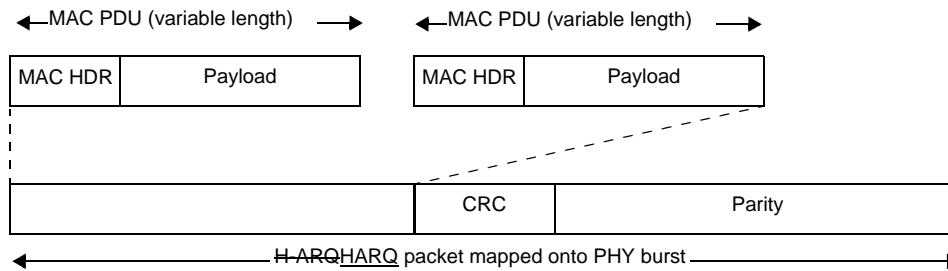 MAC PDU (variable length) MAC PDU (variable length)
MAC HDR Payload MAC HDR Payload
CRC Parity
H-ARQHARQ packet mapped onto PHY burst